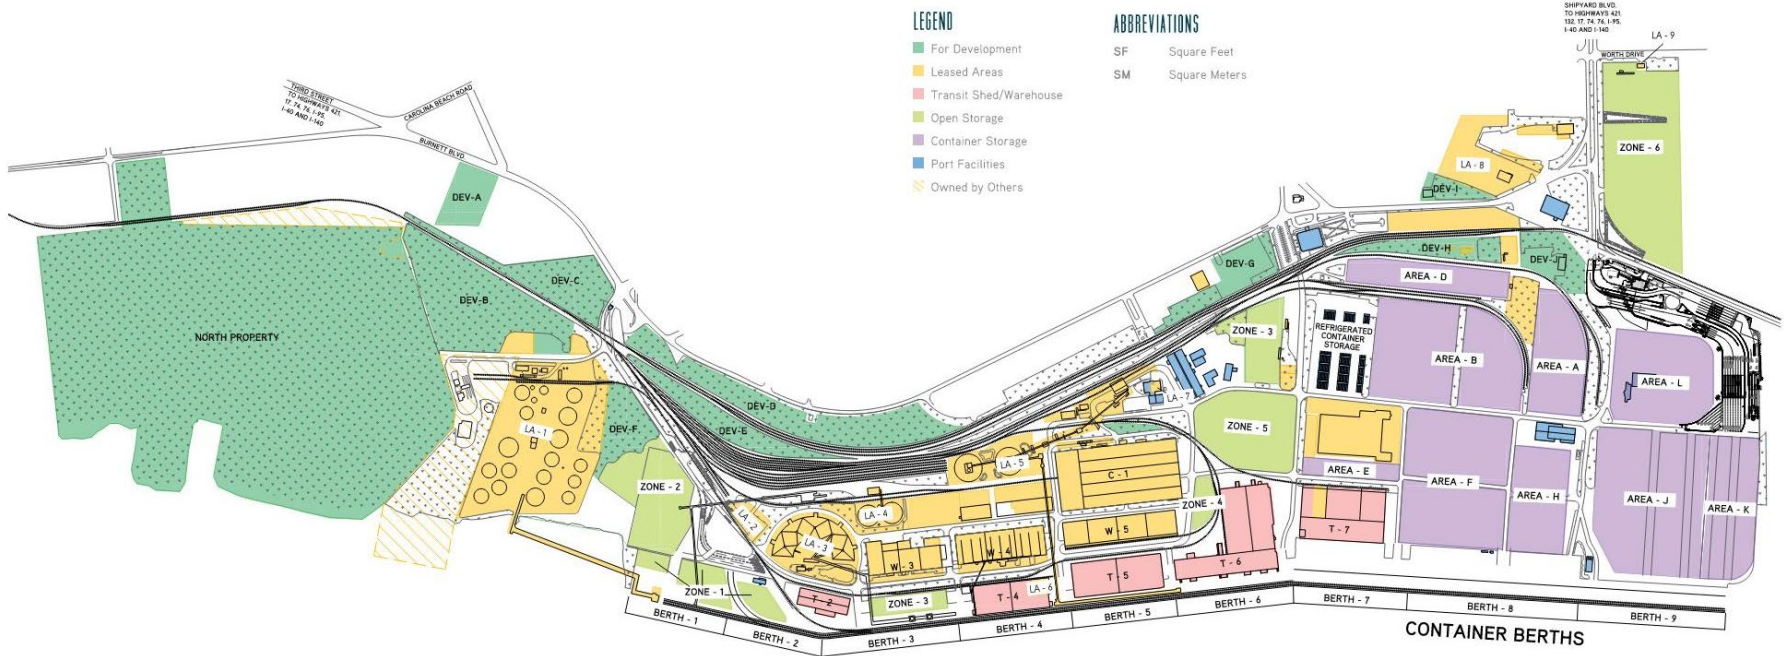 LEGEND
For Development
Leased Areas
Transit Shed/Warehouse
Open Storage
Container Storage
Port Facilities
Owned by Others
ABBREVIATIONS
SF Square Feet
SM Square Meters
SHIPYARD BLVD.
TO HIGHWAYS 421,
132, 17, 74, 76, I-95,
I-40 AND I-140
LA - 9
WORTH DRIVE
THIRD STREET
TO HIGHWAYS 421,
17, 74, 76, I-95,
I-40 AND I-140
CAROLINA BEACH ROAD
BURNETT BLVD.
ZONE - 6
LA - 8
DEV-I
DEV-A
DEV-H
DEV-J
DEV-G
AREA - D
DEV-C
DEV-B
NORTH PROPERTY
ZONE - 3
REFRIGERATED
CONTAINER
STORAGE
AREA - B
AREA - A
AREA - L
LA - 7
DEV-D
DEV-E
DEV-F
LA - 1
ZONE - 5
LA - 5
C - 1
AREA - E
AREA - F
AREA - H
AREA - J
AREA - K
ZONE - 2
ZONE - 4
LA - 2
LA - 4
LA - 3
W - 5
W - 4
W - 3
T - 7
T - 6
T - 5
T - 4
LA - 6
T - 2
ZONE - 3
ZONE - 1
BERTH - 1
BERTH - 2
BERTH - 3
BERTH - 4
BERTH - 5
BERTH - 6
BERTH - 7
BERTH - 8
BERTH - 9
CONTAINER BERTHS